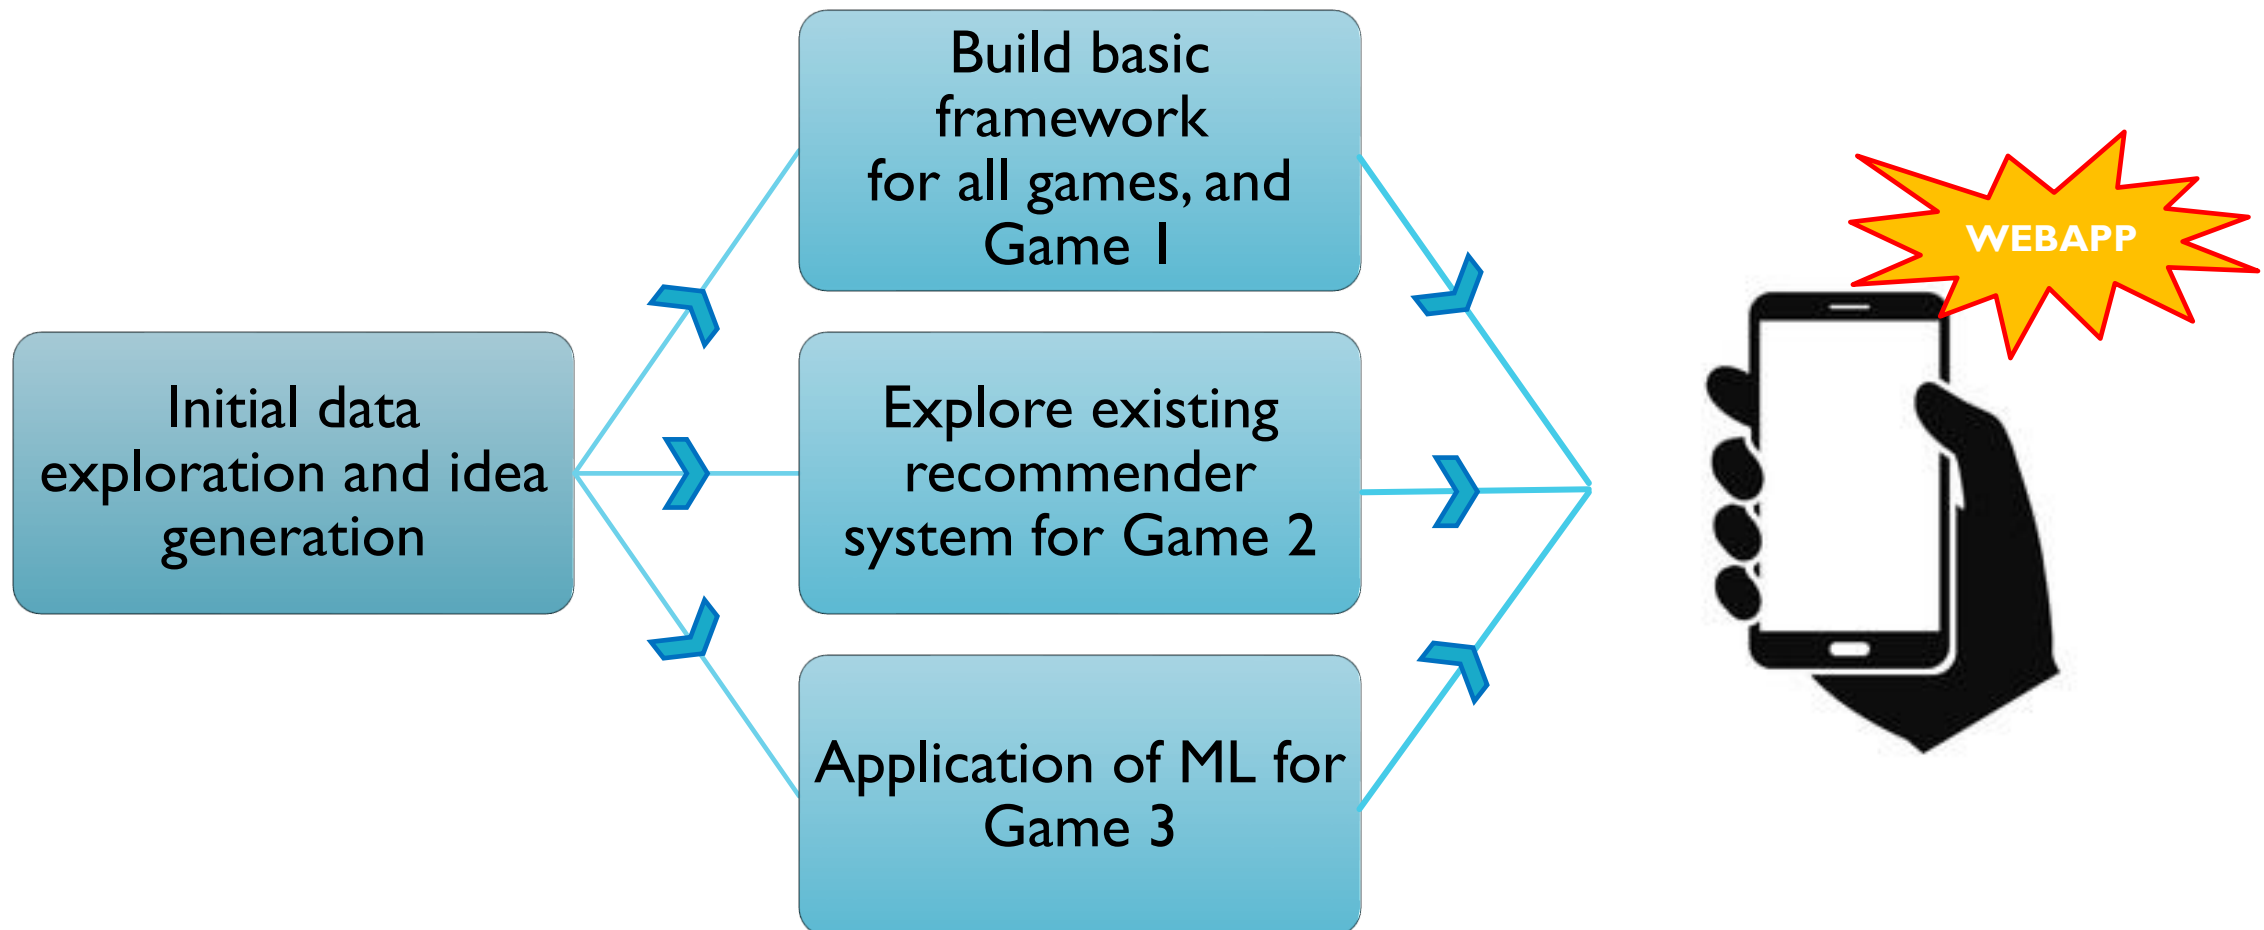 Build basic
framework
for all games, and
Game 1
WEBAPP
Initial data
exploration and idea
generation
Explore existing
recommender
system for Game 2
Application of ML for
Game 3